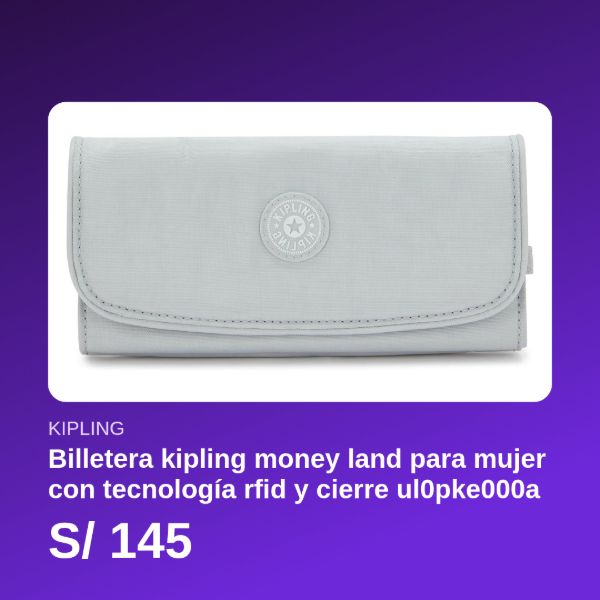 KIPLING
KIPLING
KIPLING
Billetera kipling money land para mujer
con tecnología rfid y cierre ul0pke000a
S/ 145